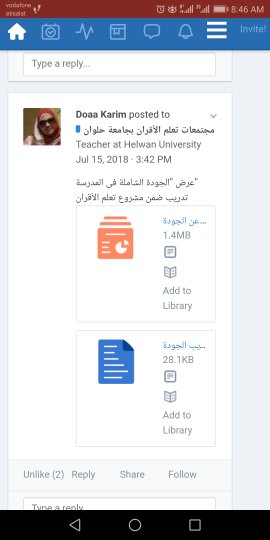 vodafone
etisalat
8:46 AM
Invite!
Type a reply...
Doaa Karim posted to
مجتمعات تعلم الأقران بجامعة حلوان
Teacher at Helwan University
Jul 15, 2018 · 3:42 PM
عرض "الجودة الشاملة فى المدرسة"
تدريب ضمن مشروع تعلم الأقران
عن الجودة...
1.4MB
Add to
Library
يب الجودة...
28.1KB
Add to
Library
Unlike (2) Reply Share Follow
Type a reply...